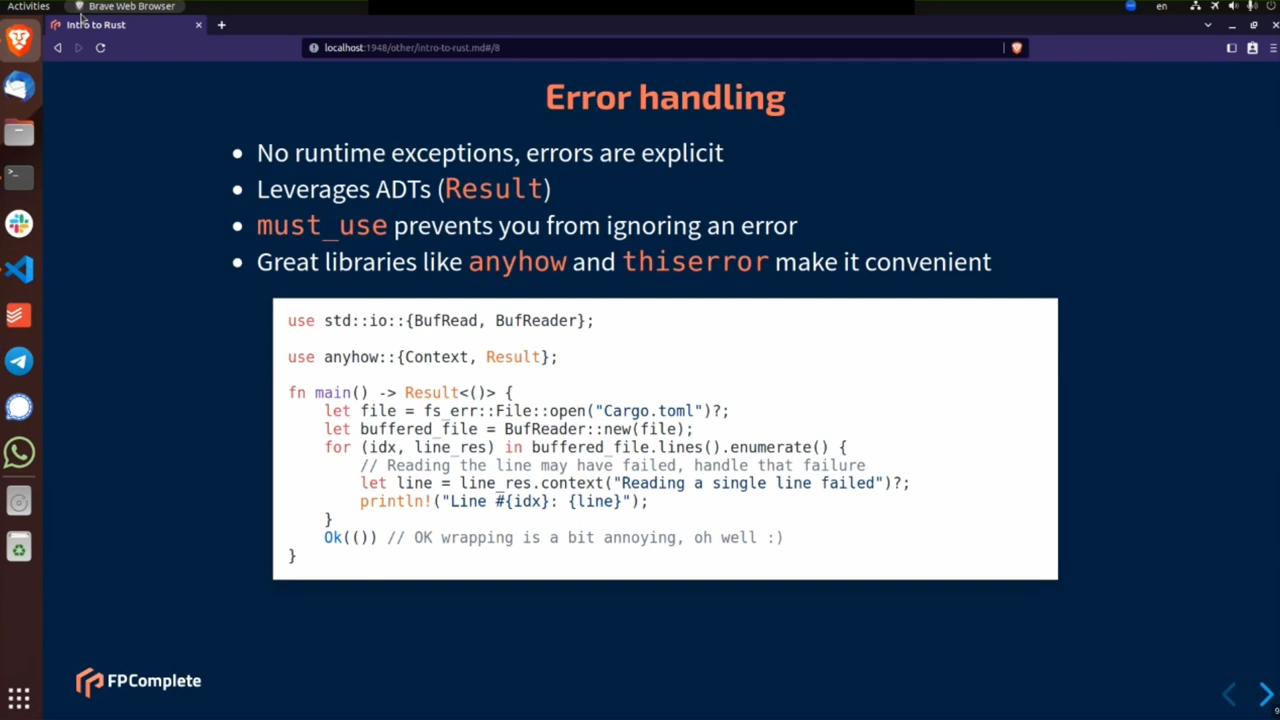 Activities
Brave Web Browser
en
Intro to Rust
localhost:1948/other/intro-to-rust.md#/8
Error handling
• No runtime exceptions, errors are explicit
• Leverages ADTs (Result)
• must_use prevents you from ignoring an error
• Great libraries like anyhow and thiserror make it convenient
use std::io::{BufRead, BufReader};
use anyhow::{Context, Result};
fn main() -> Result<()> {
    let file = fs_err::File::open("Cargo.toml")?;
    let buffered_file = BufReader::new(file);
    for (idx, line_res) in buffered_file.lines().enumerate() {
        // Reading the line may have failed, handle that failure
        let line = line_res.context("Reading a single line failed")?;
        println!("Line #{idx}: {line}");
    }
    Ok(()) // OK wrapping is a bit annoying, oh well :)
}
FPComplete
9